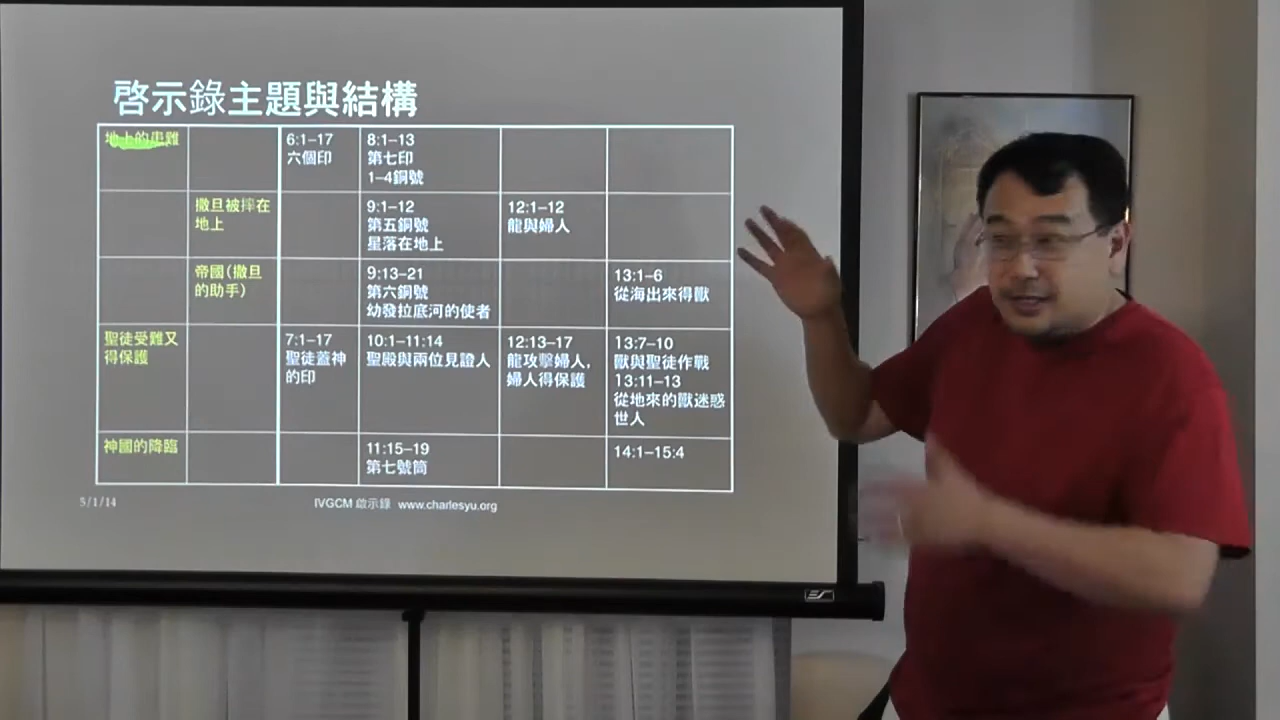 啓示錄主題與結構
地上的患難
6:1–17
六個印
8:1–13
第七印
1–4銅號
撒旦被摔在
地上
9:1–12
第五銅號
星落在地上
12:1–12
龍與婦人
帝國(撒旦
的助手)
9:13–21
第六銅號
幼發拉底河的使者
13:1–6
從海出來得獸
聖徒受難又
得保護
7:1–17
聖徒蓋神
的印
10:1–11:14
聖殿與兩位見證人
12:13–17
龍攻擊婦人,
婦人得保護
13:7–10
獸與聖徒作戰
13:11–13
從地來的獸迷惑
世人
神國的降臨
11:15–19
第七號筒
14:1–15:4
5/1/14
IVGCM 啟示錄 www.charlesyu.org